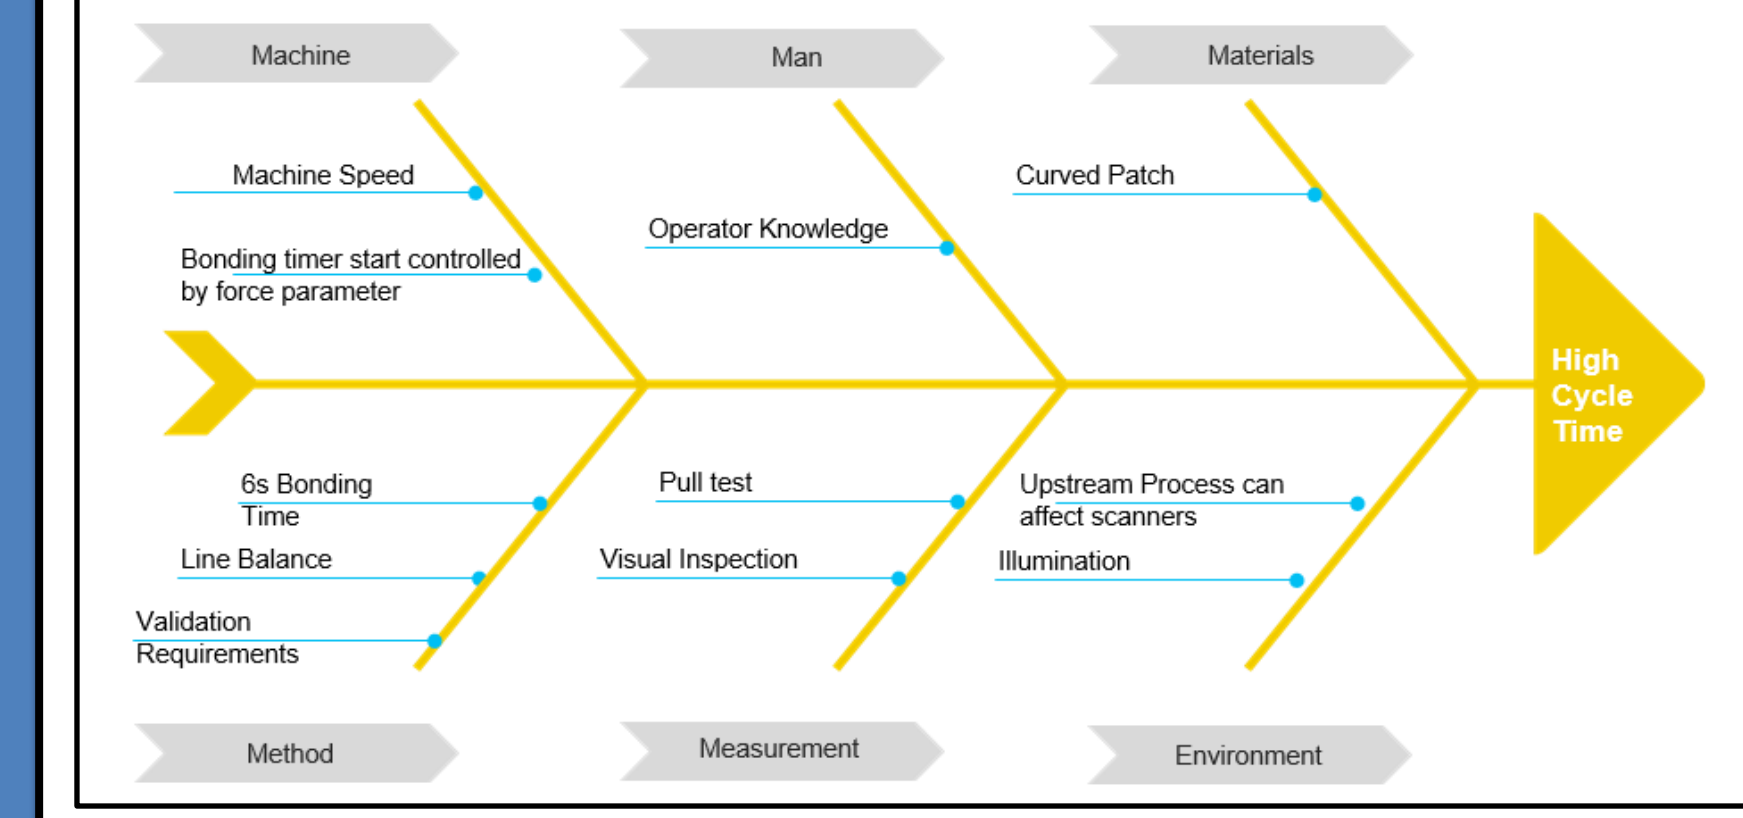 Machine
Man
Materials
Machine Speed
Curved Patch
Operator Knowledge
Bonding timer start controlled
by force parameter
High
Cycle
Time
6s Bonding
Time
Pull test
Upstream Process can
affect scanners
Line Balance
Visual Inspection
Illumination
Validation
Requirements
Method
Measurement
Environment